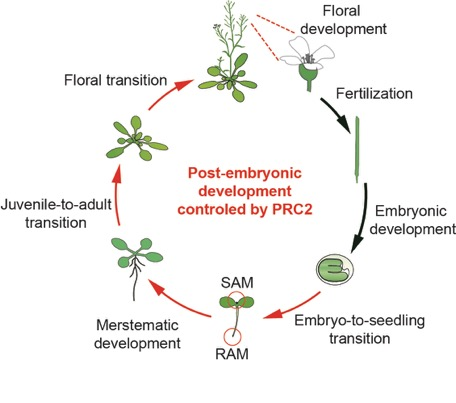 Floral
development
Floral transition
Fertilization
Post-embryonic
development
controled by PRC2
Juvenile-to-adult
transition
Embryonic
development
SAM
Merstematic
development
RAM
Embryo-to-seedling
transition